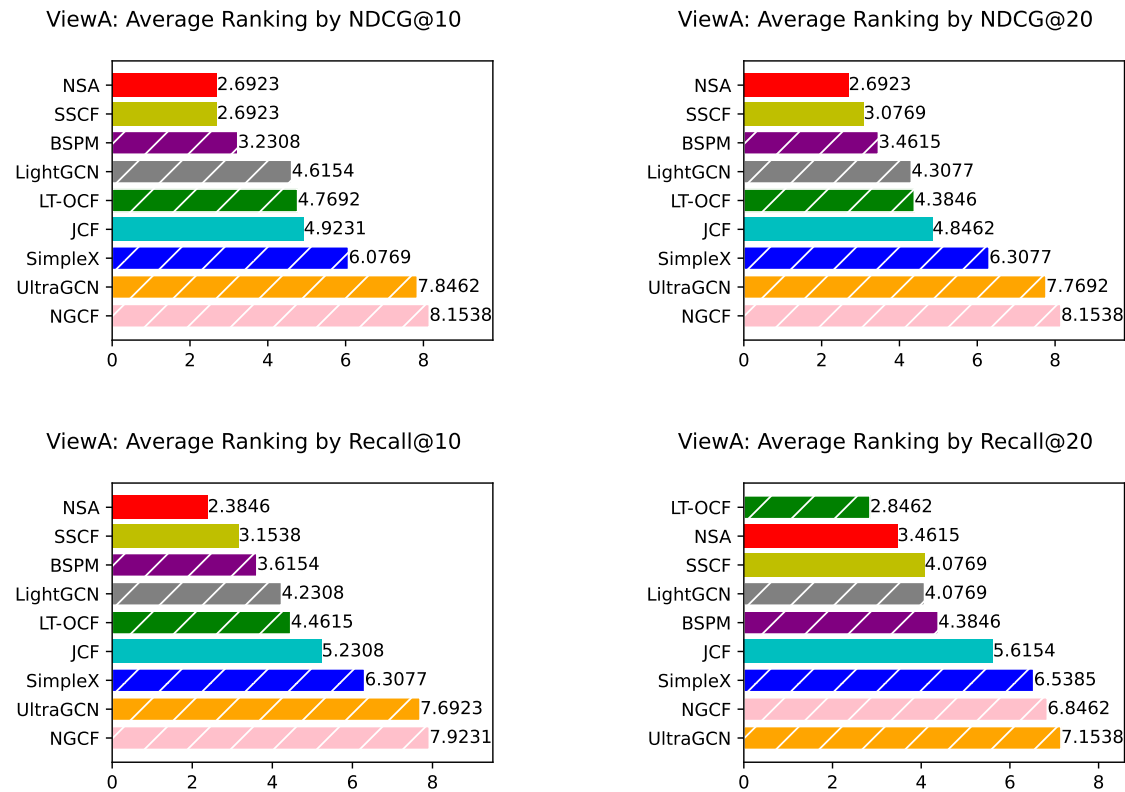 ViewA: Average Ranking by NDCG@10
NSA 2.6923
SSCF 2.6923
BSPM 3.2308
LightGCN 4.6154
LT-OCF 4.7692
JCF 4.9231
SimpleX 6.0769
UltraGCN 7.8462
NGCF 8.1538
0 2 4 6 8
ViewA: Average Ranking by NDCG@20
NSA 2.6923
SSCF 3.0769
BSPM 3.4615
LightGCN 4.3077
LT-OCF 4.3846
JCF 4.8462
SimpleX 6.3077
UltraGCN 7.7692
NGCF 8.1538
0 2 4 6 8
ViewA: Average Ranking by Recall@10
NSA 2.3846
SSCF 3.1538
BSPM 3.6154
LightGCN 4.2308
LT-OCF 4.4615
JCF 5.2308
SimpleX 6.3077
UltraGCN 7.6923
NGCF 7.9231
0 2 4 6 8
ViewA: Average Ranking by Recall@20
LT-OCF 2.8462
NSA 3.4615
SSCF 4.0769
LightGCN 4.0769
BSPM 4.3846
JCF 5.6154
SimpleX 6.5385
NGCF 6.8462
UltraGCN 7.1538
0 2 4 6 8